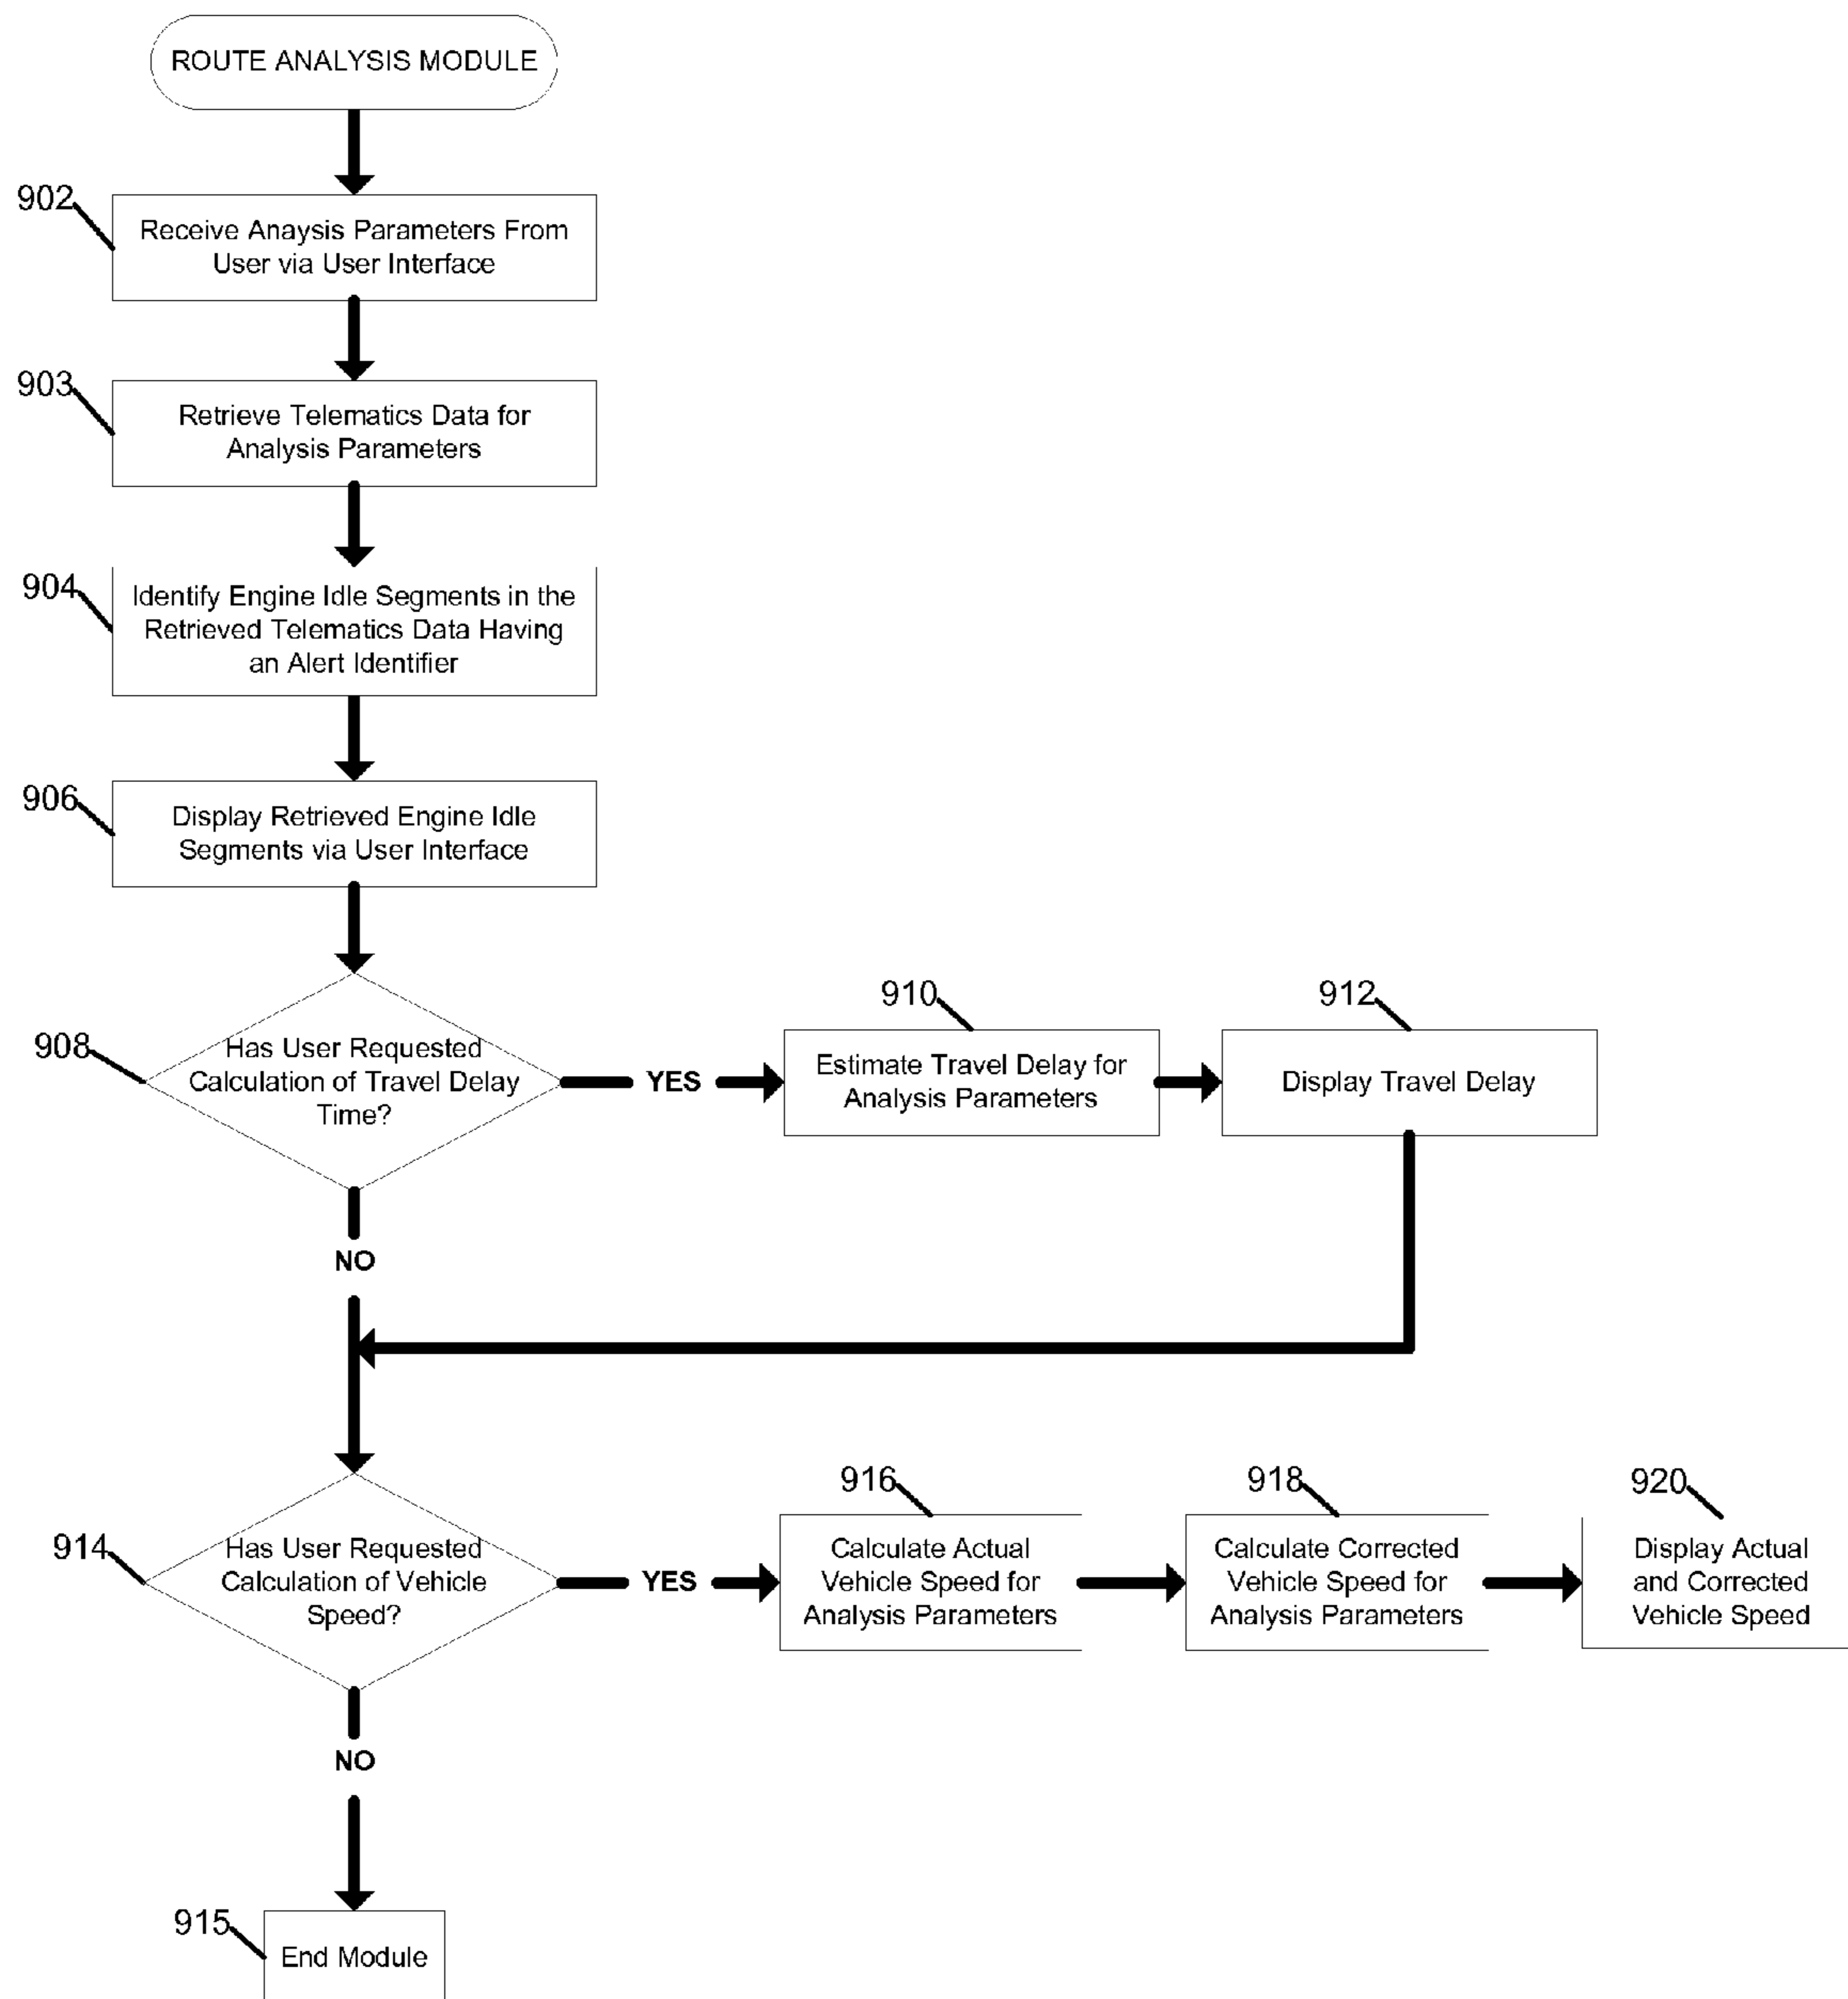 ROUTE ANALYSIS MODULE
902
Receive Anaysis Parameters From
User via User Interface
903
Retrieve Telematics Data for
Analysis Parameters
904
Identify Engine Idle Segments in the
Retrieved Telematics Data Having
an Alert Identifier
906
Display Retrieved Engine Idle
Segments via User Interface
908
Has User Requested
Calculation of Travel Delay
Time?
YES
910
Estimate Travel Delay for
Analysis Parameters
912
Display Travel Delay
NO
914
Has User Requested
Calculation of Vehicle
Speed?
YES
916
Calculate Actual
Vehicle Speed for
Analysis Parameters
918
Calculate Corrected
Vehicle Speed for
Analysis Parameters
920
Display Actual
and Corrected
Vehicle Speed
NO
915
End Module